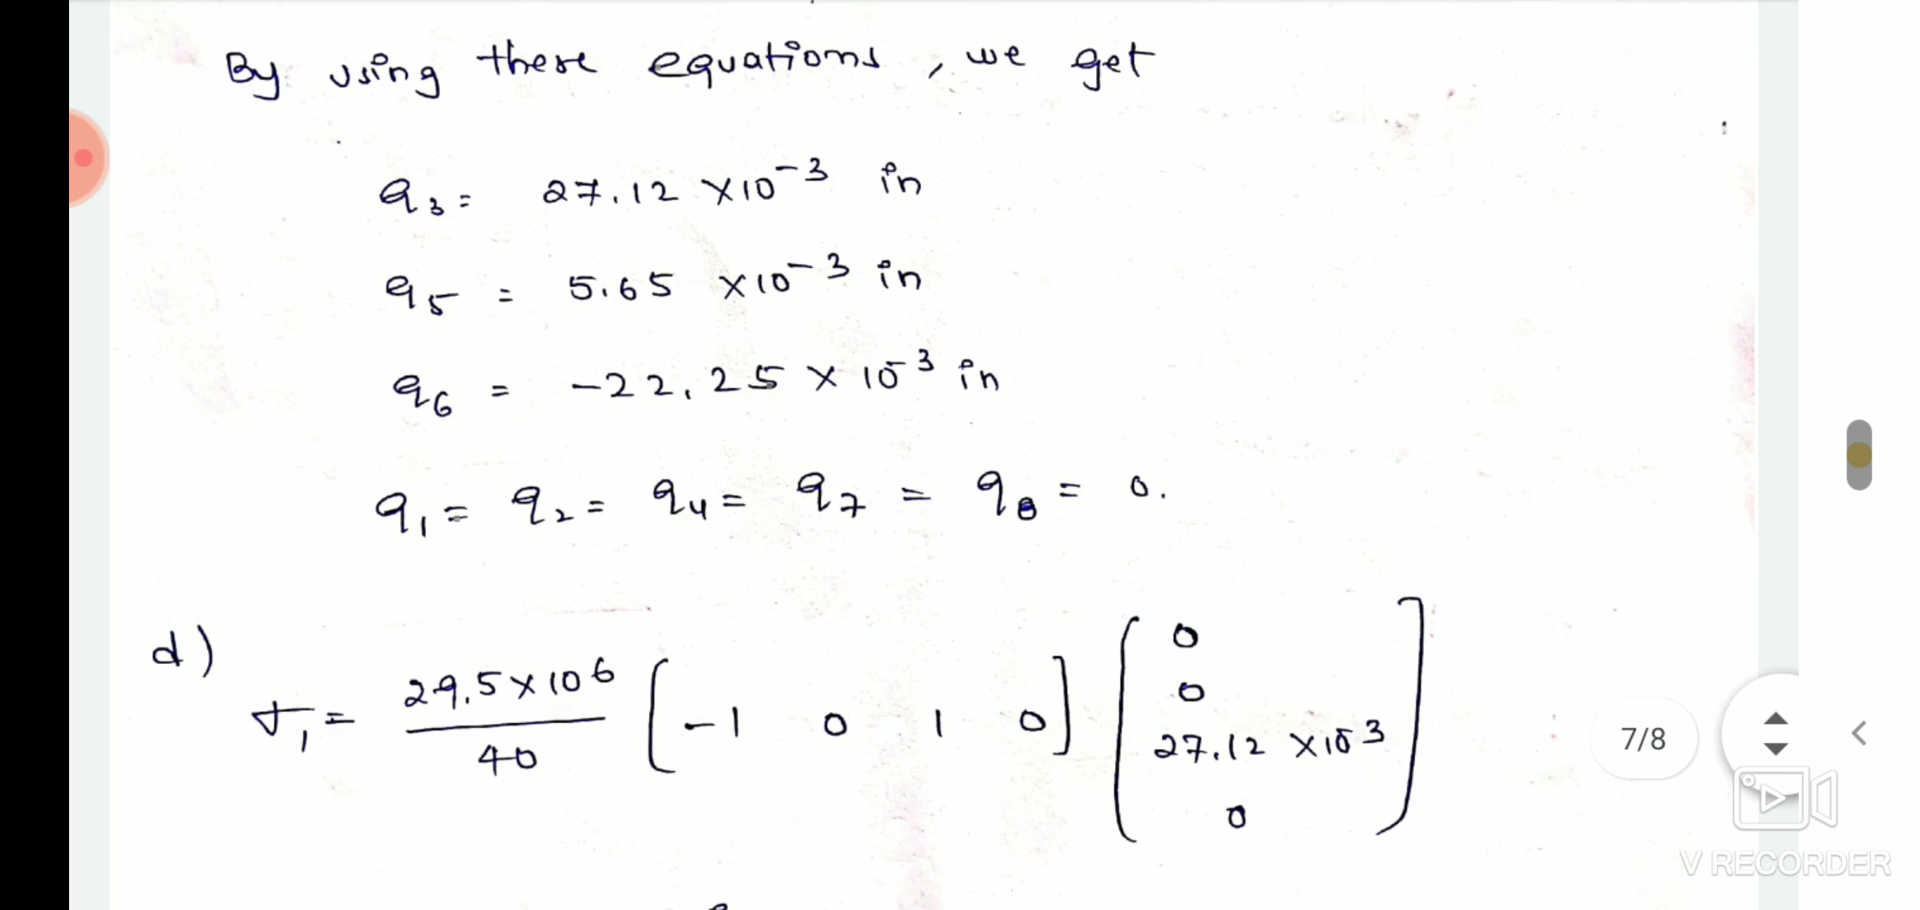 By using these equations, we get
q3 = 27.12 ×10^-3 in
q5 = 5.65 ×10^-3 in
q6 = -22.25 × 10^-3 in
q1 = q2 = q4 = q7 = q8 = 0.
d)
σ1 = 29.5×10^6 / 40 [-1 0 1 0] [0 0 27.12 ×10^-3 0]
7/8
V RECORDER